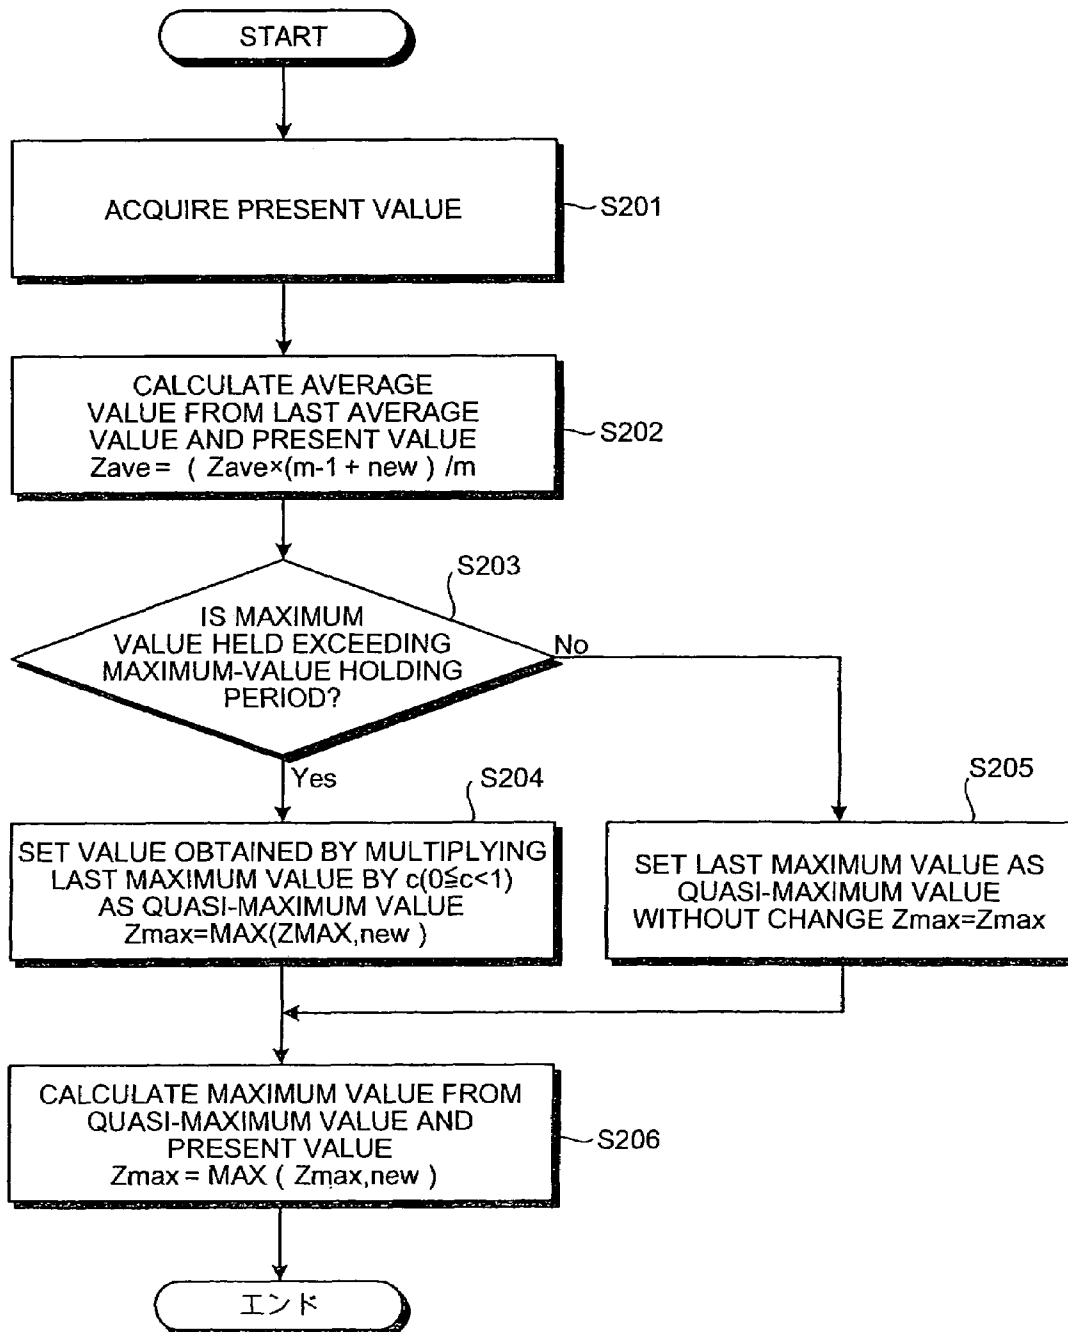 START
ACQUIRE PRESENT VALUE
S201
CALCULATE AVERAGE
VALUE FROM LAST AVERAGE
VALUE AND PRESENT VALUE
Zave = ( Zave×(m-1 + new ) /m
S202
S203
IS MAXIMUM
VALUE HELD EXCEEDING
MAXIMUM-VALUE HOLDING
PERIOD?
No
Yes
S204
SET VALUE OBTAINED BY MULTIPLYING
LAST MAXIMUM VALUE BY c(0≦c<1)
AS QUASI-MAXIMUM VALUE
Zmax=MAX(ZMAX,new )
S205
SET LAST MAXIMUM VALUE AS
QUASI-MAXIMUM VALUE
WITHOUT CHANGE Zmax=Zmax
CALCULATE MAXIMUM VALUE FROM
QUASI-MAXIMUM VALUE AND
PRESENT VALUE
Zmax = MAX ( Zmax,new )
S206
エンド